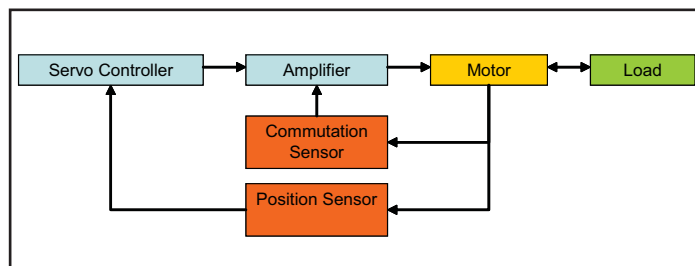 Servo Controller
Amplifier
Motor
Load
Commutation
Sensor
Position Sensor